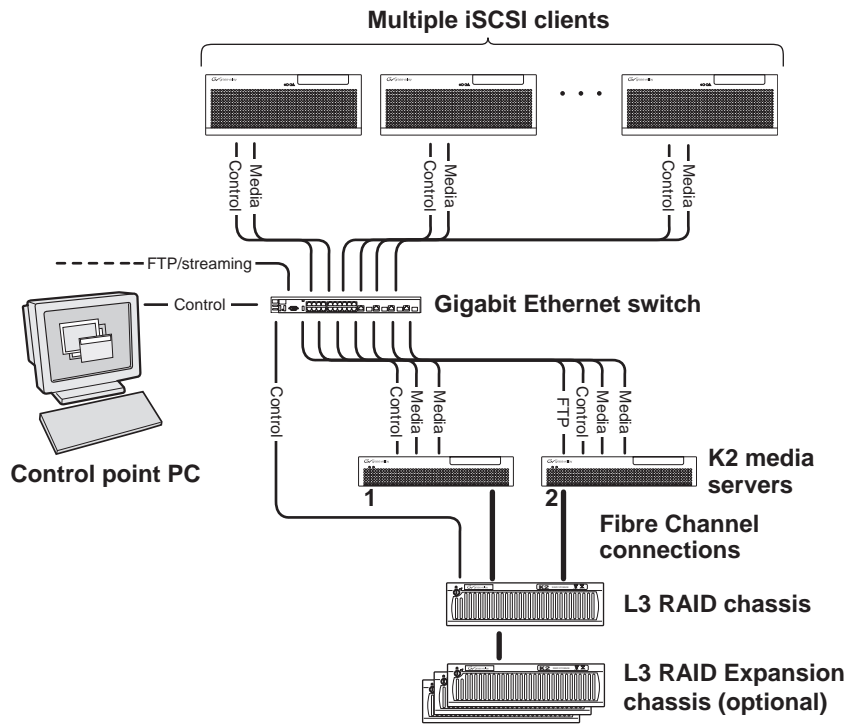 Multiple iSCSI clients
Control
Media
Control
Media
Control
Media
FTP/streaming
Control
Gigabit Ethernet switch
Control
Control
Media
Media
FTP
Control
Media
Media
Control point PC
1
2
K2 media
servers
Fibre Channel
connections
K2
L3 RAID chassis
K2
L3 RAID Expansion
chassis (optional)